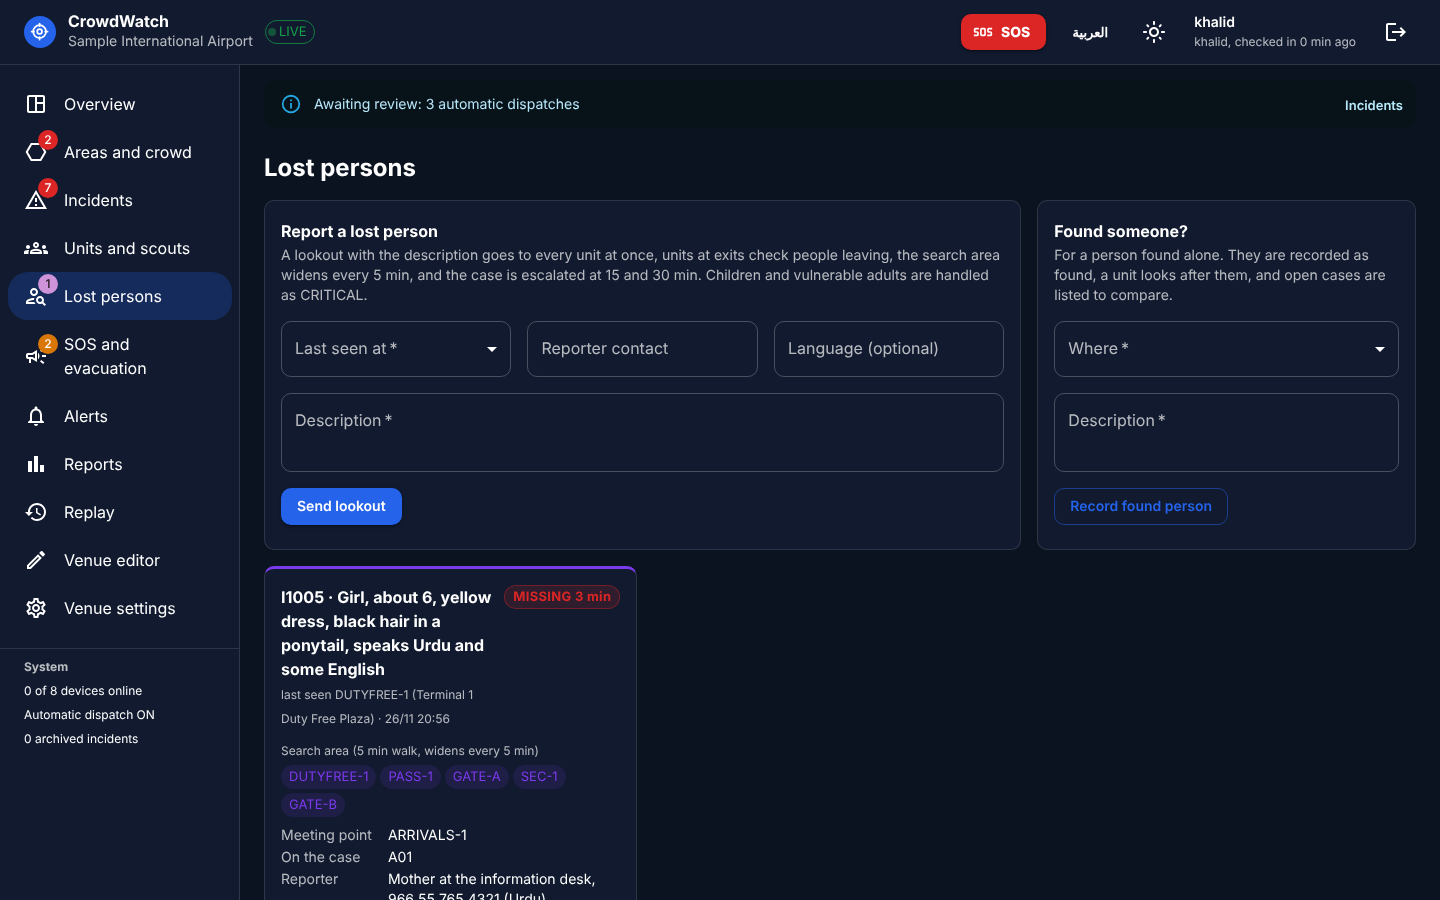 CrowdWatch
Sample International Airport
LIVE
SOS SOS
العربية
khalid
khalid, checked in 0 min ago
Overview
2
Areas and crowd
7
Incidents
Units and scouts
1
Lost persons
2
SOS and
evacuation
Alerts
Reports
Replay
Venue editor
Venue settings
System
0 of 8 devices online
Automatic dispatch ON
0 archived incidents
Awaiting review: 3 automatic dispatches
Incidents
Lost persons
Report a lost person
A lookout with the description goes to every unit at once, units at exits check people leaving, the search area
widens every 5 min, and the case is escalated at 15 and 30 min. Children and vulnerable adults are handled
as CRITICAL.
Last seen at *
Reporter contact
Language (optional)
Description *
Send lookout
Found someone?
For a person found alone. They are recorded as
found, a unit looks after them, and open cases are
listed to compare.
Where *
Description *
Record found person
I1005 · Girl, about 6, yellow
dress, black hair in a
ponytail, speaks Urdu and
some English
MISSING 3 min
last seen DUTYFREE-1 (Terminal 1
Duty Free Plaza) · 26/11 20:56
Search area (5 min walk, widens every 5 min)
DUTYFREE-1 PASS-1 GATE-A SEC-1
GATE-B
Meeting point ARRIVALS-1
On the case A01
Reporter Mother at the information desk,
966 55 765 4321 (Urdu)